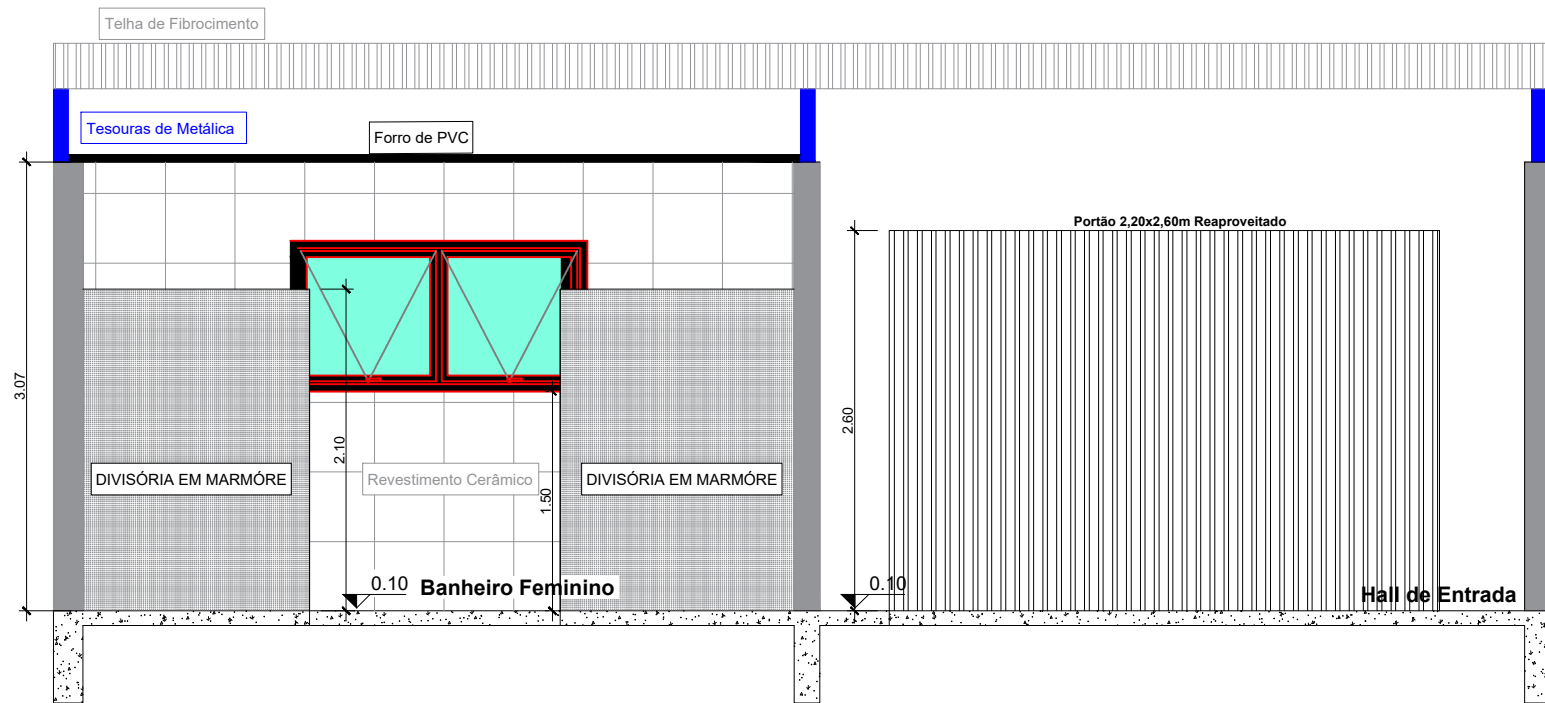 Telha de Fibrocimento
Tesouras de Metálica
Forro de PVC
Portão 2,20x2,60m Reaproveitado
3.07
2.10
2.60
DIVISÓRIA EM MARMÓRE
Revestimento Cerâmico
DIVISÓRIA EM MARMÓRE
1.50
0.10
Banheiro Feminino
0.10
Hall de Entrada